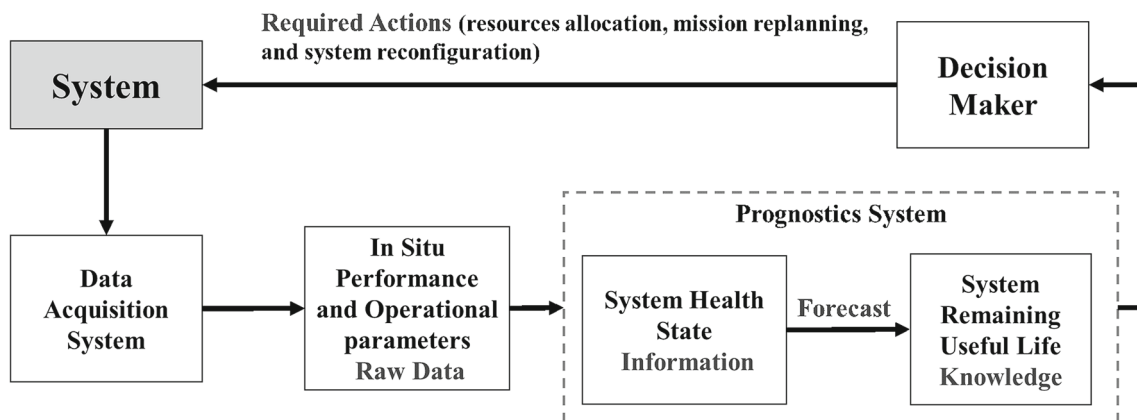 Required Actions (resources allocation, mission replanning,
and system reconfiguration)
System
Decision
Maker
Prognostics System
Data
Acquisition
System
In Situ
Performance
and Operational
parameters
Raw Data
System Health
State
Information
Forecast
System
Remaining
Useful Life
Knowledge